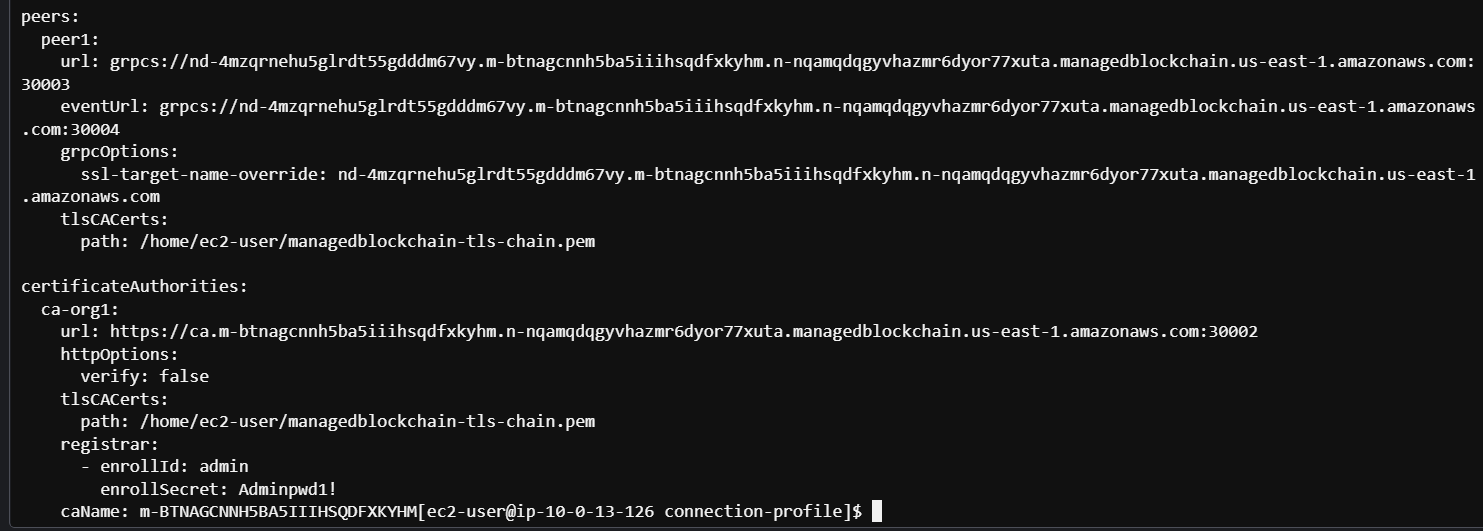 peers:
  peer1:
    url: grpcs://nd-4mzqrnehu5glrdt55gdddm67vy.m-btnagcnnh5ba5iiihsqdfxkyhm.n-nqamqdqgyvhazmr6dyor77xuta.managedblockchain.us-east-1.amazonaws.com:
30003
    eventUrl: grpcs://nd-4mzqrnehu5glrdt55gdddm67vy.m-btnagcnnh5ba5iiihsqdfxkyhm.n-nqamqdqgyvhazmr6dyor77xuta.managedblockchain.us-east-1.amazonaws
.com:30004
    grpcOptions:
      ssl-target-name-override: nd-4mzqrnehu5glrdt55gdddm67vy.m-btnagcnnh5ba5iiihsqdfxkyhm.n-nqamqdqgyvhazmr6dyor77xuta.managedblockchain.us-east-1
.amazonaws.com
    tlsCACerts:
      path: /home/ec2-user/managedblockchain-tls-chain.pem

certificateAuthorities:
  ca-org1:
    url: https://ca.m-btnagcnnh5ba5iiihsqdfxkyhm.n-nqamqdqgyvhazmr6dyor77xuta.managedblockchain.us-east-1.amazonaws.com:30002
    httpOptions:
      verify: false
    tlsCACerts:
      path: /home/ec2-user/managedblockchain-tls-chain.pem
    registrar:
      - enrollId: admin
        enrollSecret: Adminpwd1!
    caName: m-BTNAGCNNH5BA5IIIHSQDFXKYHM[ec2-user@ip-10-0-13-126 connection-profile]$